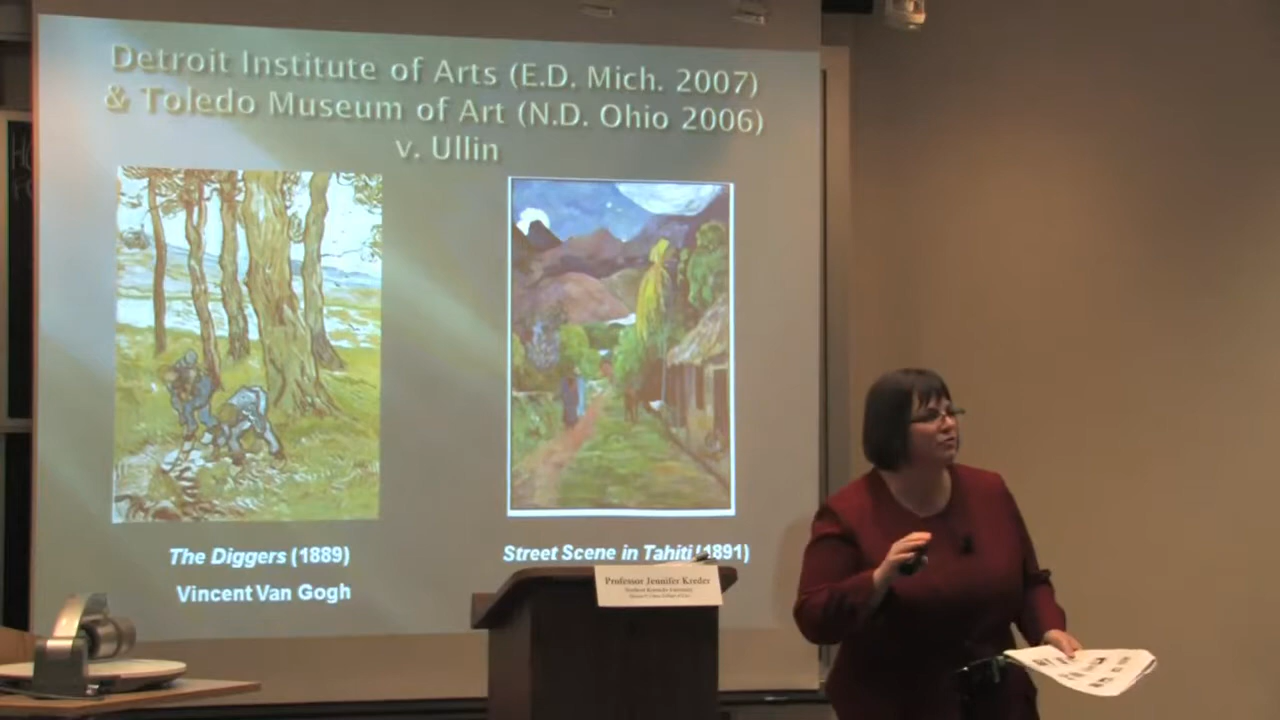 Detroit Institute of Arts (E.D. Mich. 2007)
& Toledo Museum of Art (N.D. Ohio 2006)
v. Ullin
The Diggers (1889)
Vincent Van Gogh
Street Scene in Tahiti (1891)
Professor Jennifer Kreder